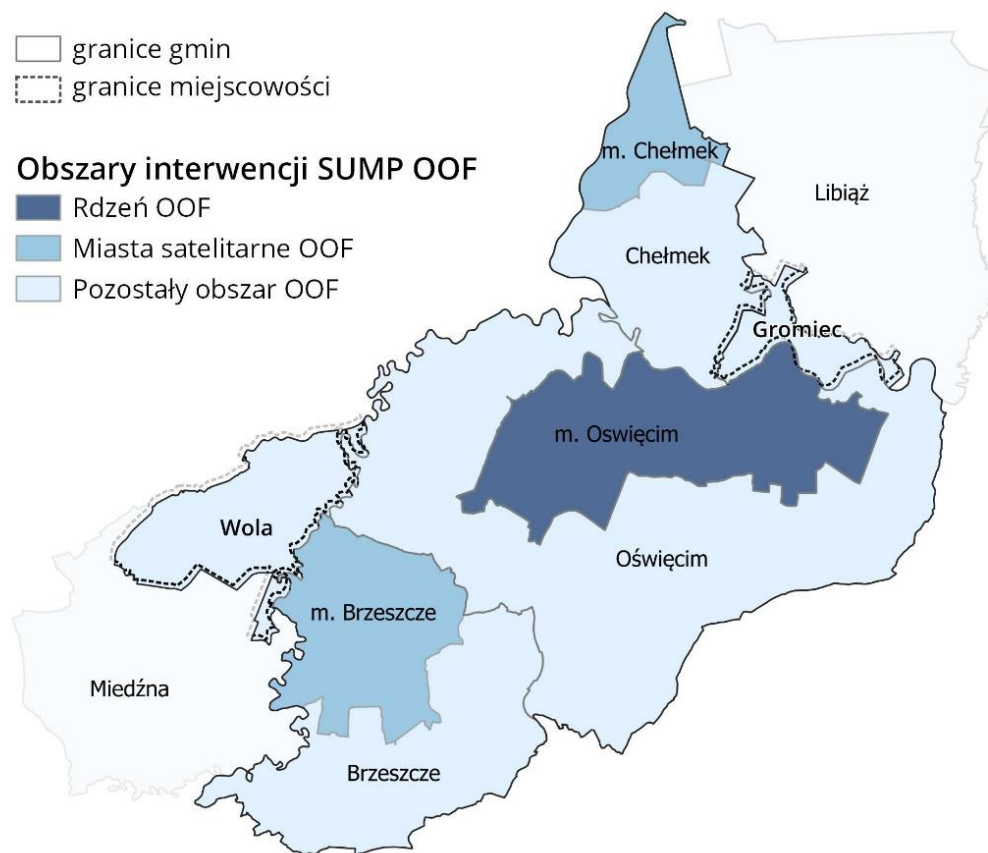 granice gmin
granice miejscowości
Obszary interwencji SUMP OOF
Rdzeń OOF
Miasta satelitarne OOF
Pozostały obszar OOF
m. Chełmek
Libiąż
Chełmek
Gromiec
m. Oswięcim
Wola
Oświęcim
m. Brzeszcze
Miedźna
Brzeszcze